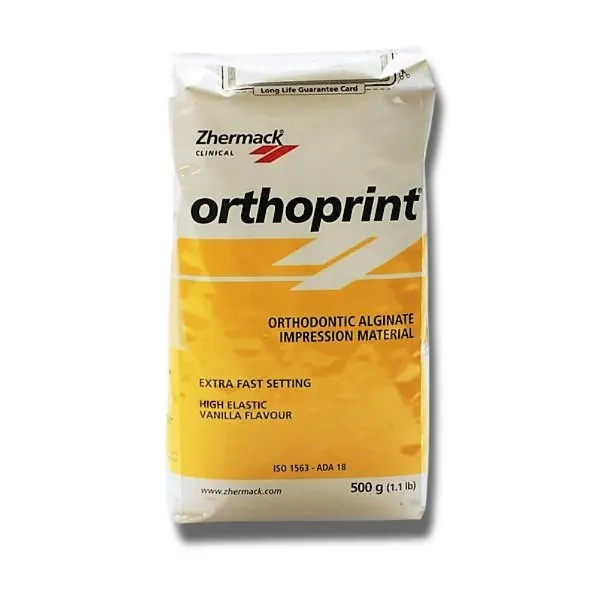 Long Life Guarantee Card
Zhermack®
CLINICAL
orthoprint®
ORTHODONTIC ALGINATE
IMPRESSION MATERIAL
EXTRA FAST SETTING
HIGH ELASTIC
VANILLA FLAVOUR
ISO 1563 - ADA 18
www.zhermack.com
500 g (1.1 lb)